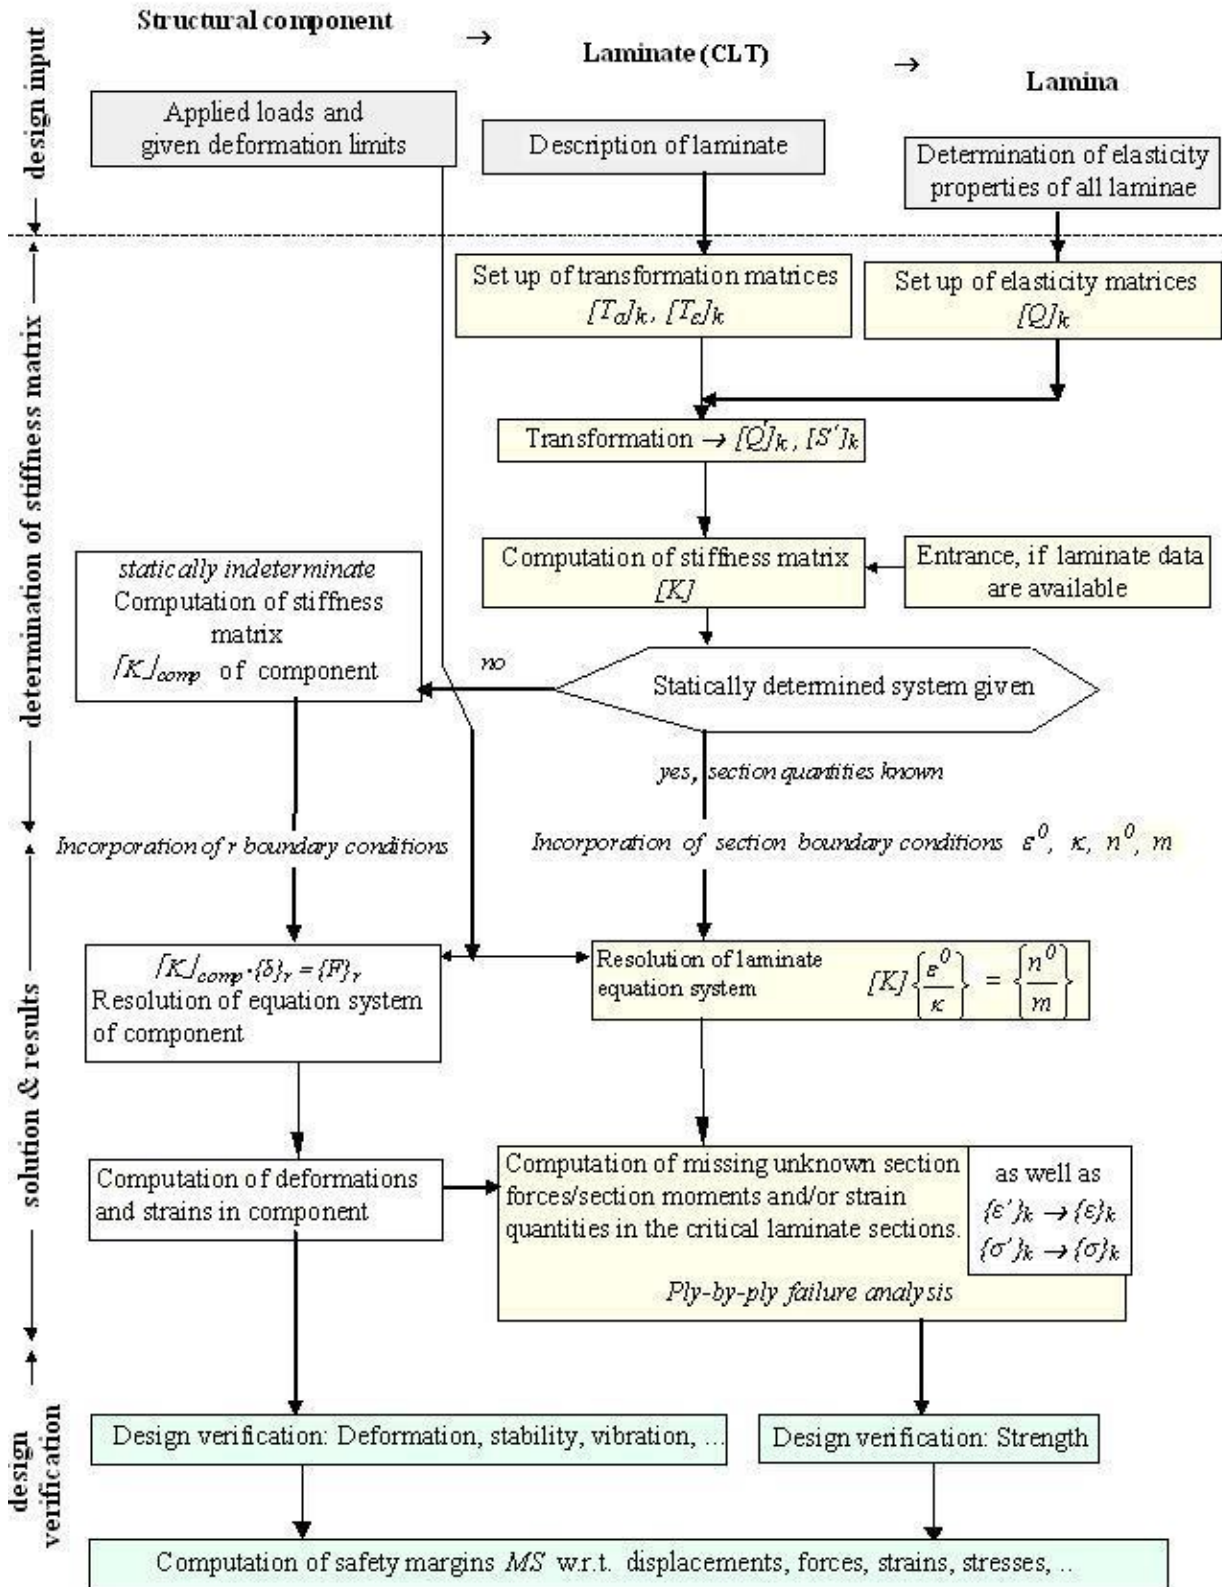 Structural component
→
Laminate (CLT)
→
Lamina
design input
Applied loads and
given deformation limits
Description of laminate
Determination of elasticity
properties of all laminae
determination of stiffness matrix
Set up of transformation matrices
[Tσ]k, [Tε]k
Set up of elasticity matrices
[Q]k
Transformation → [Q']k, [S']k
Computation of stiffness matrix
[K]
Entrance, if laminate data
are available
statically indeterminate
Computation of stiffness
matrix
[K]comp of component
no
Statically determined system given
yes, section quantities known
solution & results
Incorporation of r boundary conditions
Incorporation of section boundary conditions ε⁰, κ, n⁰, m
[K]comp·{δ}r = {F}r
Resolution of equation system
of component
Resolution of laminate
equation system
[K]{ε⁰/κ} = {n⁰/m}
Computation of deformations
and strains in component
Computation of missing unknown section
forces/section moments and/or strain
quantities in the critical laminate sections.
as well as
{ε'}k → {ε}k
{σ'}k → {σ}k
Ply-by-ply failure analysis
design
verification
Design verification: Deformation, stability, vibration, ...
Design verification: Strength
Computation of safety margins MS w.r.t. displacements, forces, strains, stresses, ..